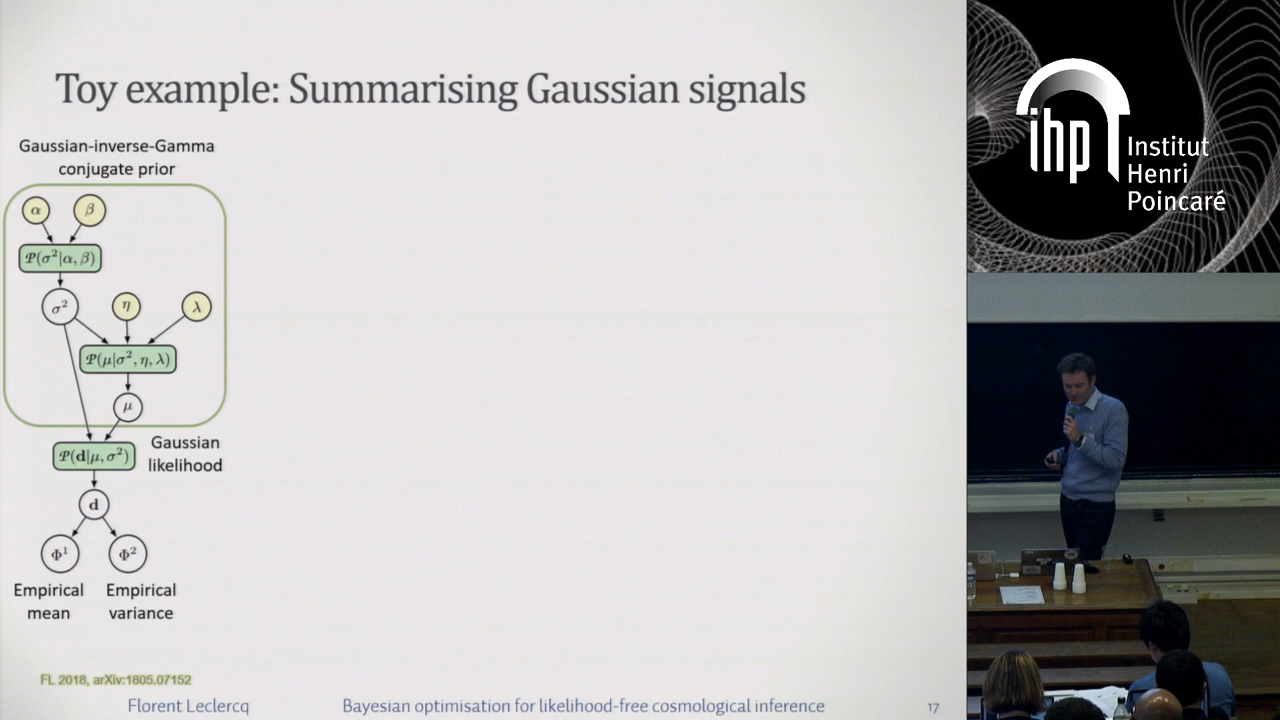 Toy example: Summarising Gaussian signals
Gaussian-inverse-Gamma
conjugate prior
α
β
𝒫(σ²|α, β)
σ²
η
λ
𝒫(μ|σ², η, λ)
μ
Gaussian
likelihood
𝒫(d|μ, σ²)
d
Φ¹
Φ²
Empirical
mean
Empirical
variance
FL 2018, arXiv:1805.07152
Florent Leclercq
Bayesian optimisation for likelihood-free cosmological inference
17
ihp
Institut
Henri
Poincaré